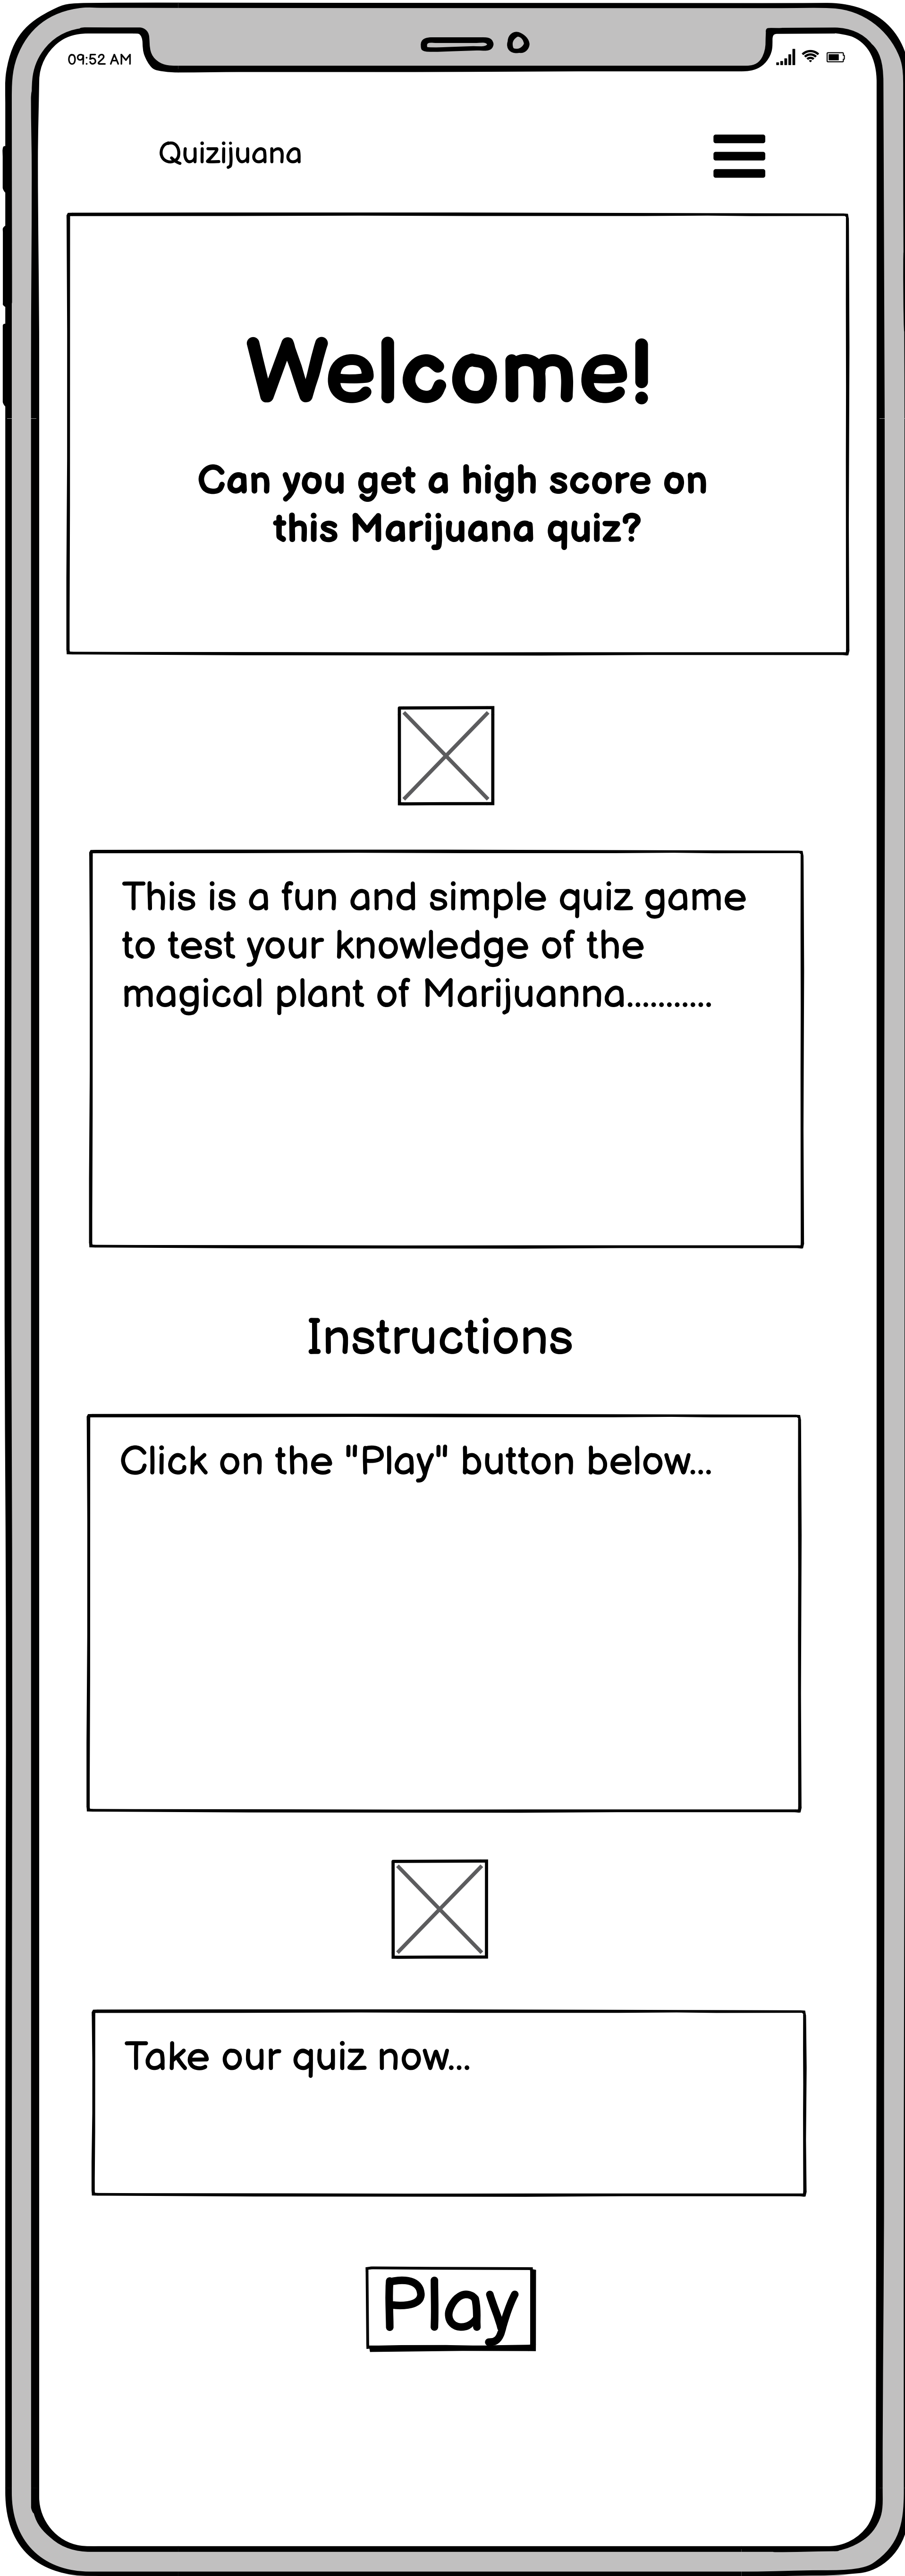 09:52 AM
Quizijuana
Welcome!
Can you get a high score on
this Marijuana quiz?
This is a fun and simple quiz game
to test your knowledge of the
magical plant of Marijuanna...........
Instructions
Click on the "Play" button below...
Take our quiz now...
Play